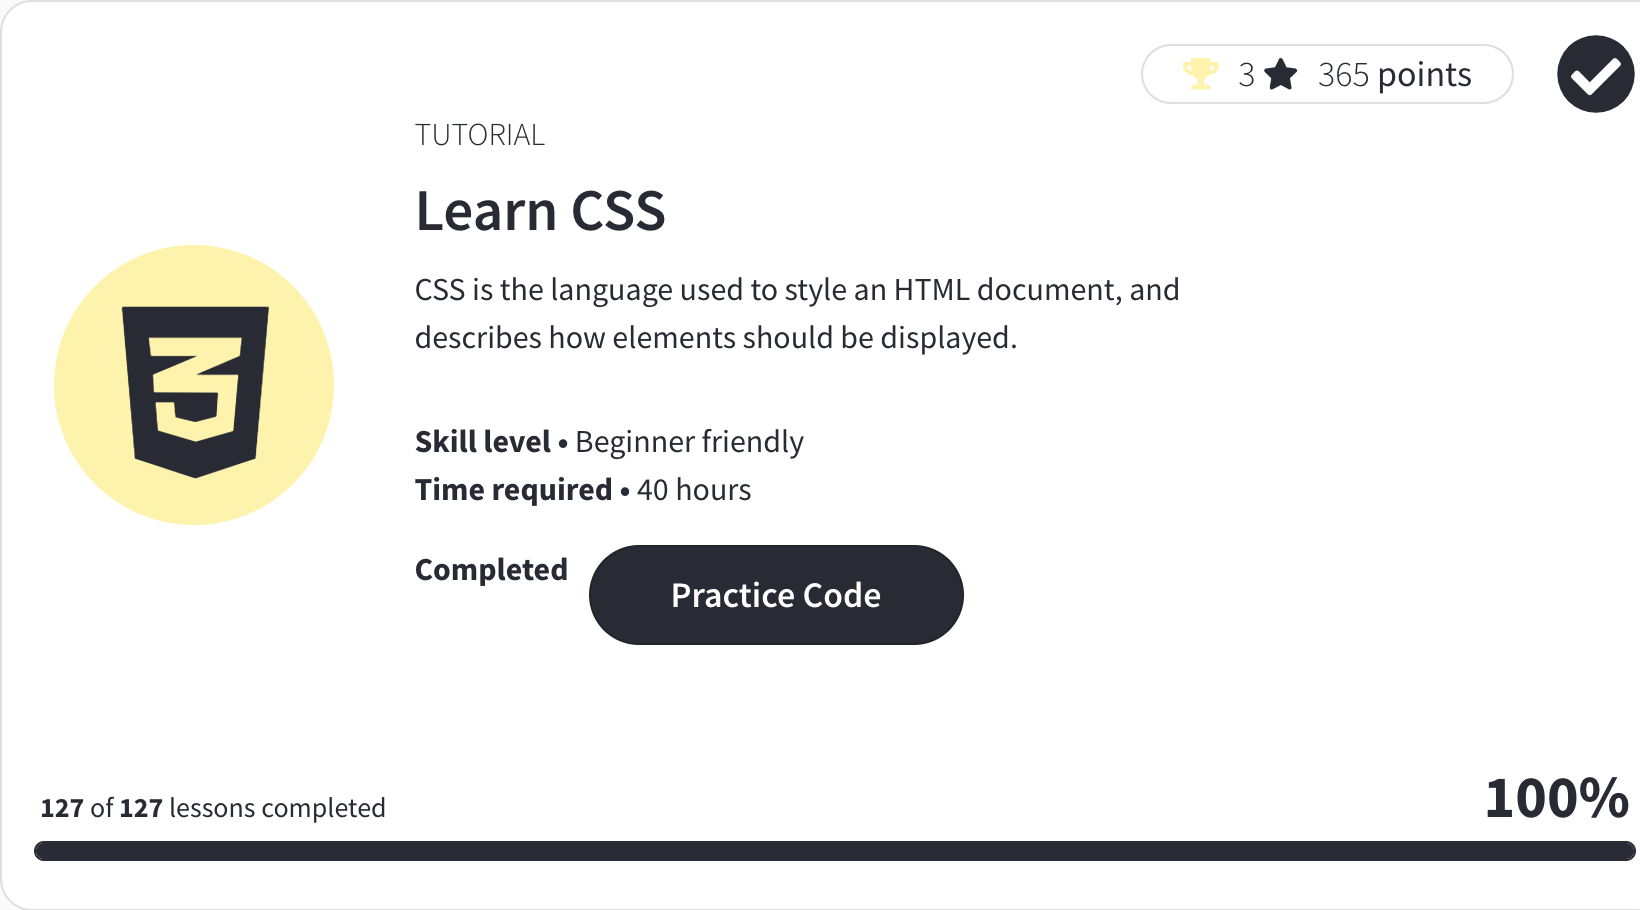 3 365 points
TUTORIAL
Learn CSS
CSS is the language used to style an HTML document, and
describes how elements should be displayed.
Skill level • Beginner friendly
Time required • 40 hours
Completed
Practice Code
127 of 127 lessons completed
100%